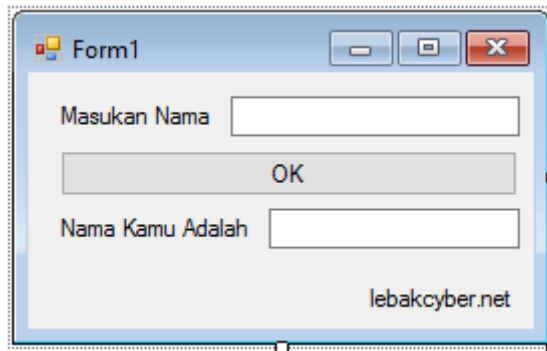 Form1
Masukan Nama
OK
Nama Kamu Adalah
lebakcyber.net